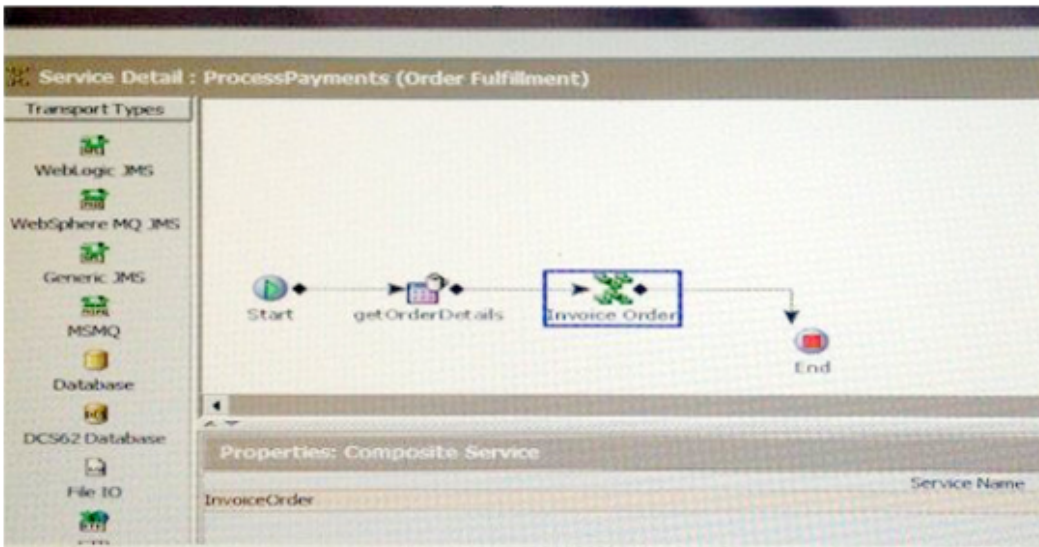 Service Detail : ProcessPayments (Order Fulfillment)
Transport Types
WebLogic JMS
WebSphere MQ JMS
Generic JMS
MSMQ
Database
DCS62 Database
File IO
Start
getOrderDetails
Invoice Order
End
Properties: Composite Service
Service Name
InvoiceOrder